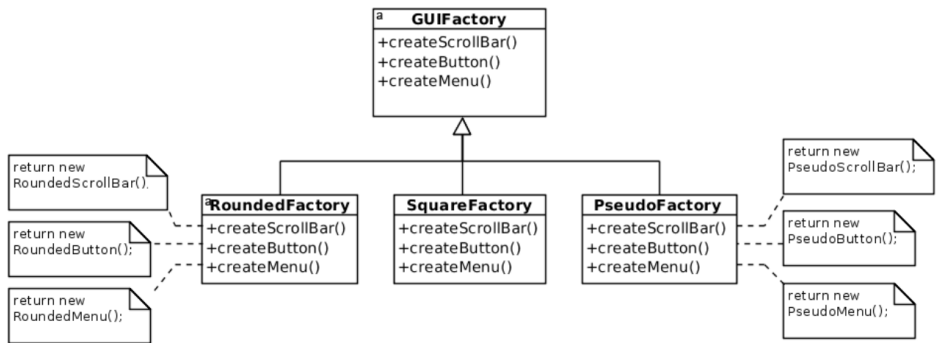 a
GUIFactory
+createScrollBar()
+createButton()
+createMenu()
return new
RoundedScrollBar().
return new
RoundedButton();
return new
RoundedMenu();
a
RoundedFactory
+createScrollBar()
+createButton()
+createMenu()
SquareFactory
+createScrollBar()
+createButton()
+createMenu()
PseudoFactory
+createScrollBar()
+createButton()
+createMenu()
return new
PseudoScrollBar();
return new
PseudoButton();
return new
PseudoMenu();